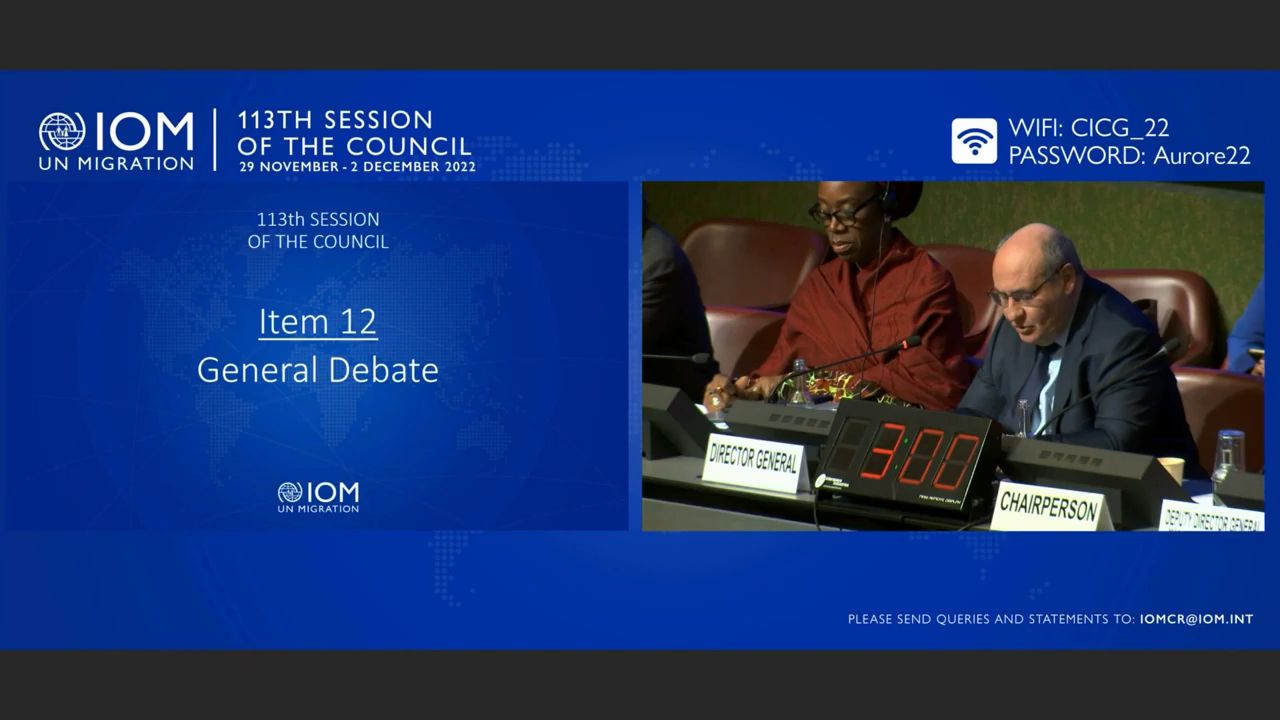 IOM
UN MIGRATION
113TH SESSION
OF THE COUNCIL
29 NOVEMBER - 2 DECEMBER 2022
WIFI: CICG_22
PASSWORD: Aurore22
113th SESSION
OF THE COUNCIL
Item 12
General Debate
IOM
UN MIGRATION
DIRECTOR GENERAL
3:00
CHAIRPERSON
DEPUTY DIRECTOR GENERAL
PLEASE SEND QUERIES AND STATEMENTS TO: IOMCR@IOM.INT